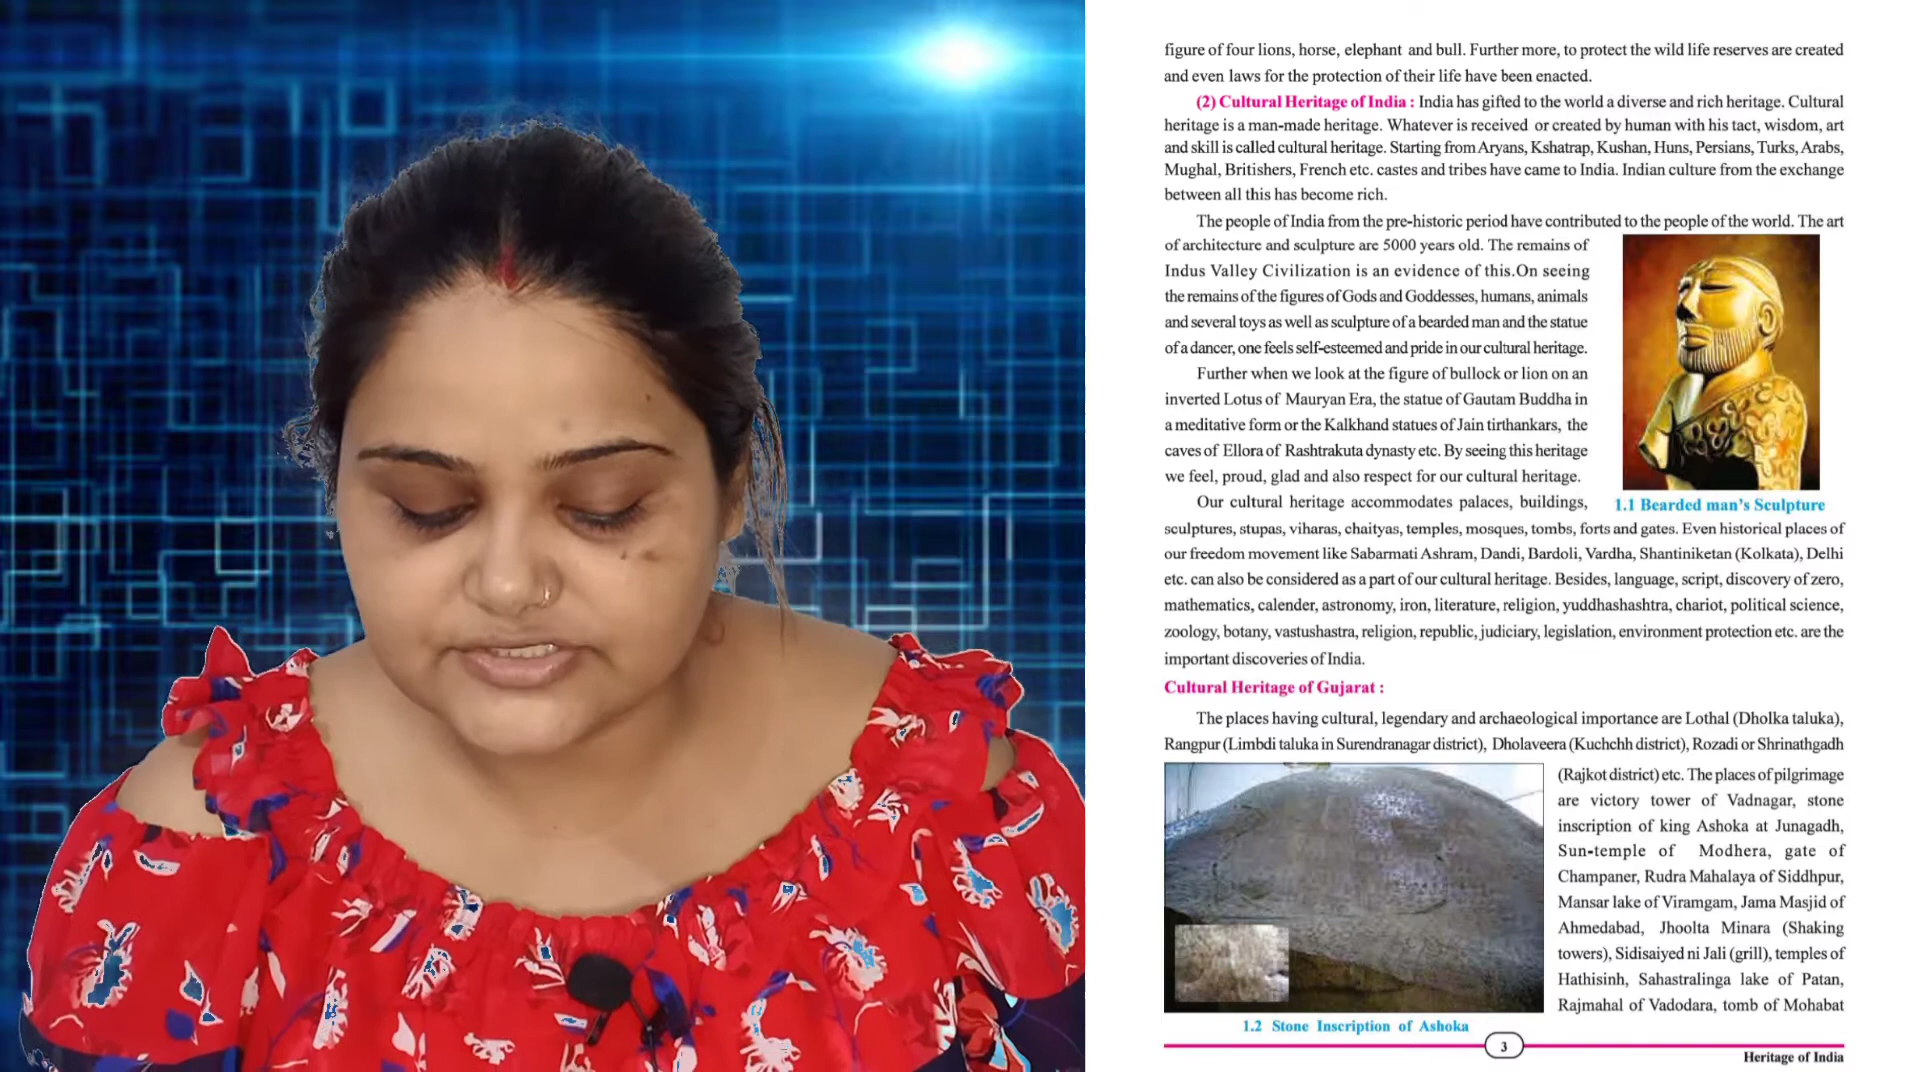 figure of four lions, horse, elephant and bull. Further more, to protect the wild life reserves are created
and even laws for the protection of their life have been enacted.
(2) Cultural Heritage of India : India has gifted to the world a diverse and rich heritage. Cultural
heritage is a man-made heritage. Whatever is received or created by human with his tact, wisdom, art
and skill is called cultural heritage. Starting from Aryans, Kshatrap, Kushan, Huns, Persians, Turks, Arabs,
Mughal, Britishers, French etc. castes and tribes have came to India. Indian culture from the exchange
between all this has become rich.
The people of India from the pre-historic period have contributed to the people of the world. The art
of architecture and sculpture are 5000 years old. The remains of
Indus Valley Civilization is an evidence of this.On seeing
the remains of the figures of Gods and Goddesses, humans, animals
and several toys as well as sculpture of a bearded man and the statue
of a dancer, one feels self-esteemed and pride in our cultural heritage.
Further when we look at the figure of bullock or lion on an
inverted Lotus of Mauryan Era, the statue of Gautam Buddha in
a meditative form or the Kalkhand statues of Jain tirthankars, the
caves of Ellora of Rashtrakuta dynasty etc. By seeing this heritage
we feel, proud, glad and also respect for our cultural heritage.
1.1 Bearded man's Sculpture
Our cultural heritage accommodates palaces, buildings,
sculptures, stupas, viharas, chaityas, temples, mosques, tombs, forts and gates. Even historical places of
our freedom movement like Sabarmati Ashram, Dandi, Bardoli, Vardha, Shantiniketan (Kolkata), Delhi
etc. can also be considered as a part of our cultural heritage. Besides, language, script, discovery of zero,
mathematics, calender, astronomy, iron, literature, religion, yuddhashashtra, chariot, political science,
zoology, botany, vastushastra, religion, republic, judiciary, legislation, environment protection etc. are the
important discoveries of India.
Cultural Heritage of Gujarat :
The places having cultural, legendary and archaeological importance are Lothal (Dholka taluka),
Rangpur (Limbdi taluka in Surendranagar district), Dholaveera (Kuchchh district), Rozadi or Shrinathgadh
(Rajkot district) etc. The places of pilgrimage
are victory tower of Vadnagar, stone
inscription of king Ashoka at Junagadh,
Sun-temple of Modhera, gate of
Champaner, Rudra Mahalaya of Siddhpur,
Mansar lake of Viramgam, Jama Masjid of
Ahmedabad, Jhoolta Minara (Shaking
towers), Sidisaiyed ni Jali (grill), temples of
Hathisinh, Sahastralinga lake of Patan,
Rajmahal of Vadodara, tomb of Mohabat
1.2 Stone Inscription of Ashoka
3
Heritage of India